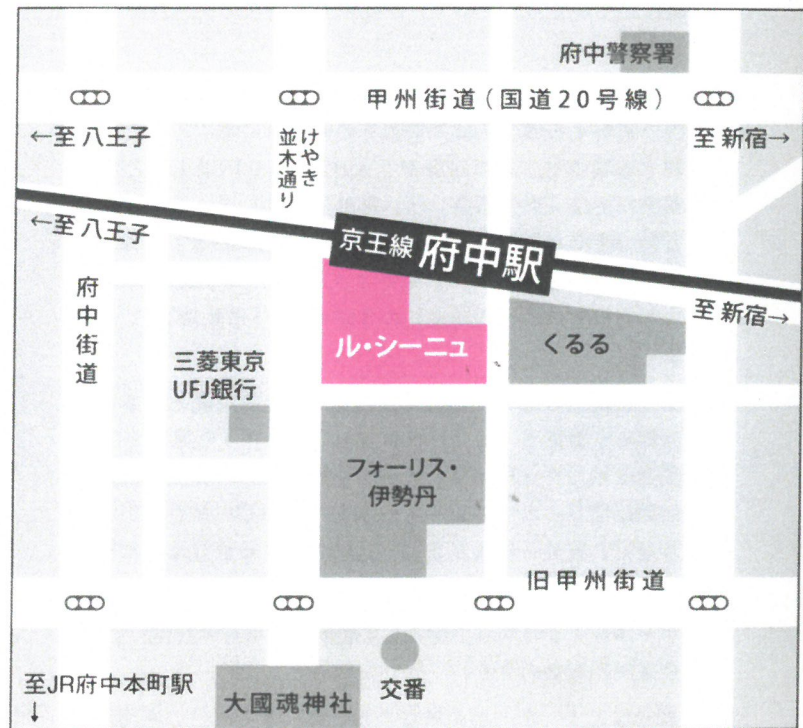 府中警察署
甲州街道(国道20号線)
←至 八王子
けやき
並木通り
至 新宿→
←至 八王子
京王線 府中駅
府中街道
至 新宿→
ル・シーニュ
くるる
三菱東京
UFJ銀行
フォーリス・
伊勢丹
旧甲州街道
至JR府中本町駅
↓
大國魂神社
交番